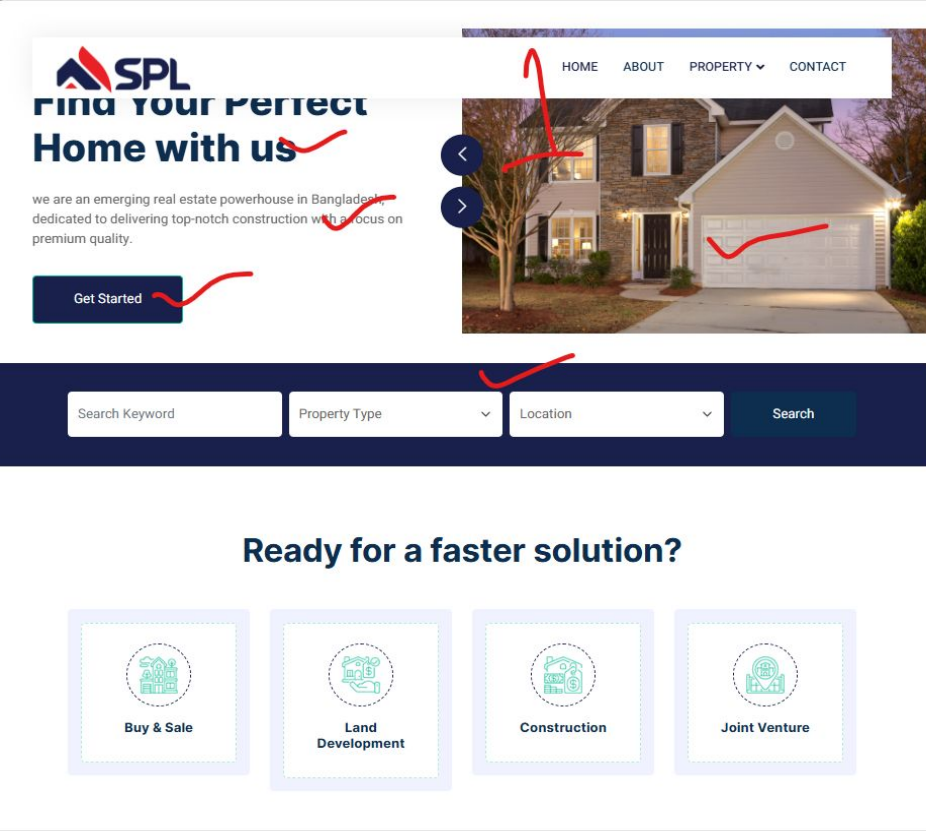 SPL
HOME ABOUT PROPERTY CONTACT
Find Your Perfect
Home with us
we are an emerging real estate powerhouse in Bangladesh,
dedicated to delivering top-notch construction with a focus on
premium quality.
Get Started
Search Keyword
Property Type
Location
Search
Ready for a faster solution?
Buy & Sale
Land
Development
Construction
Joint Venture